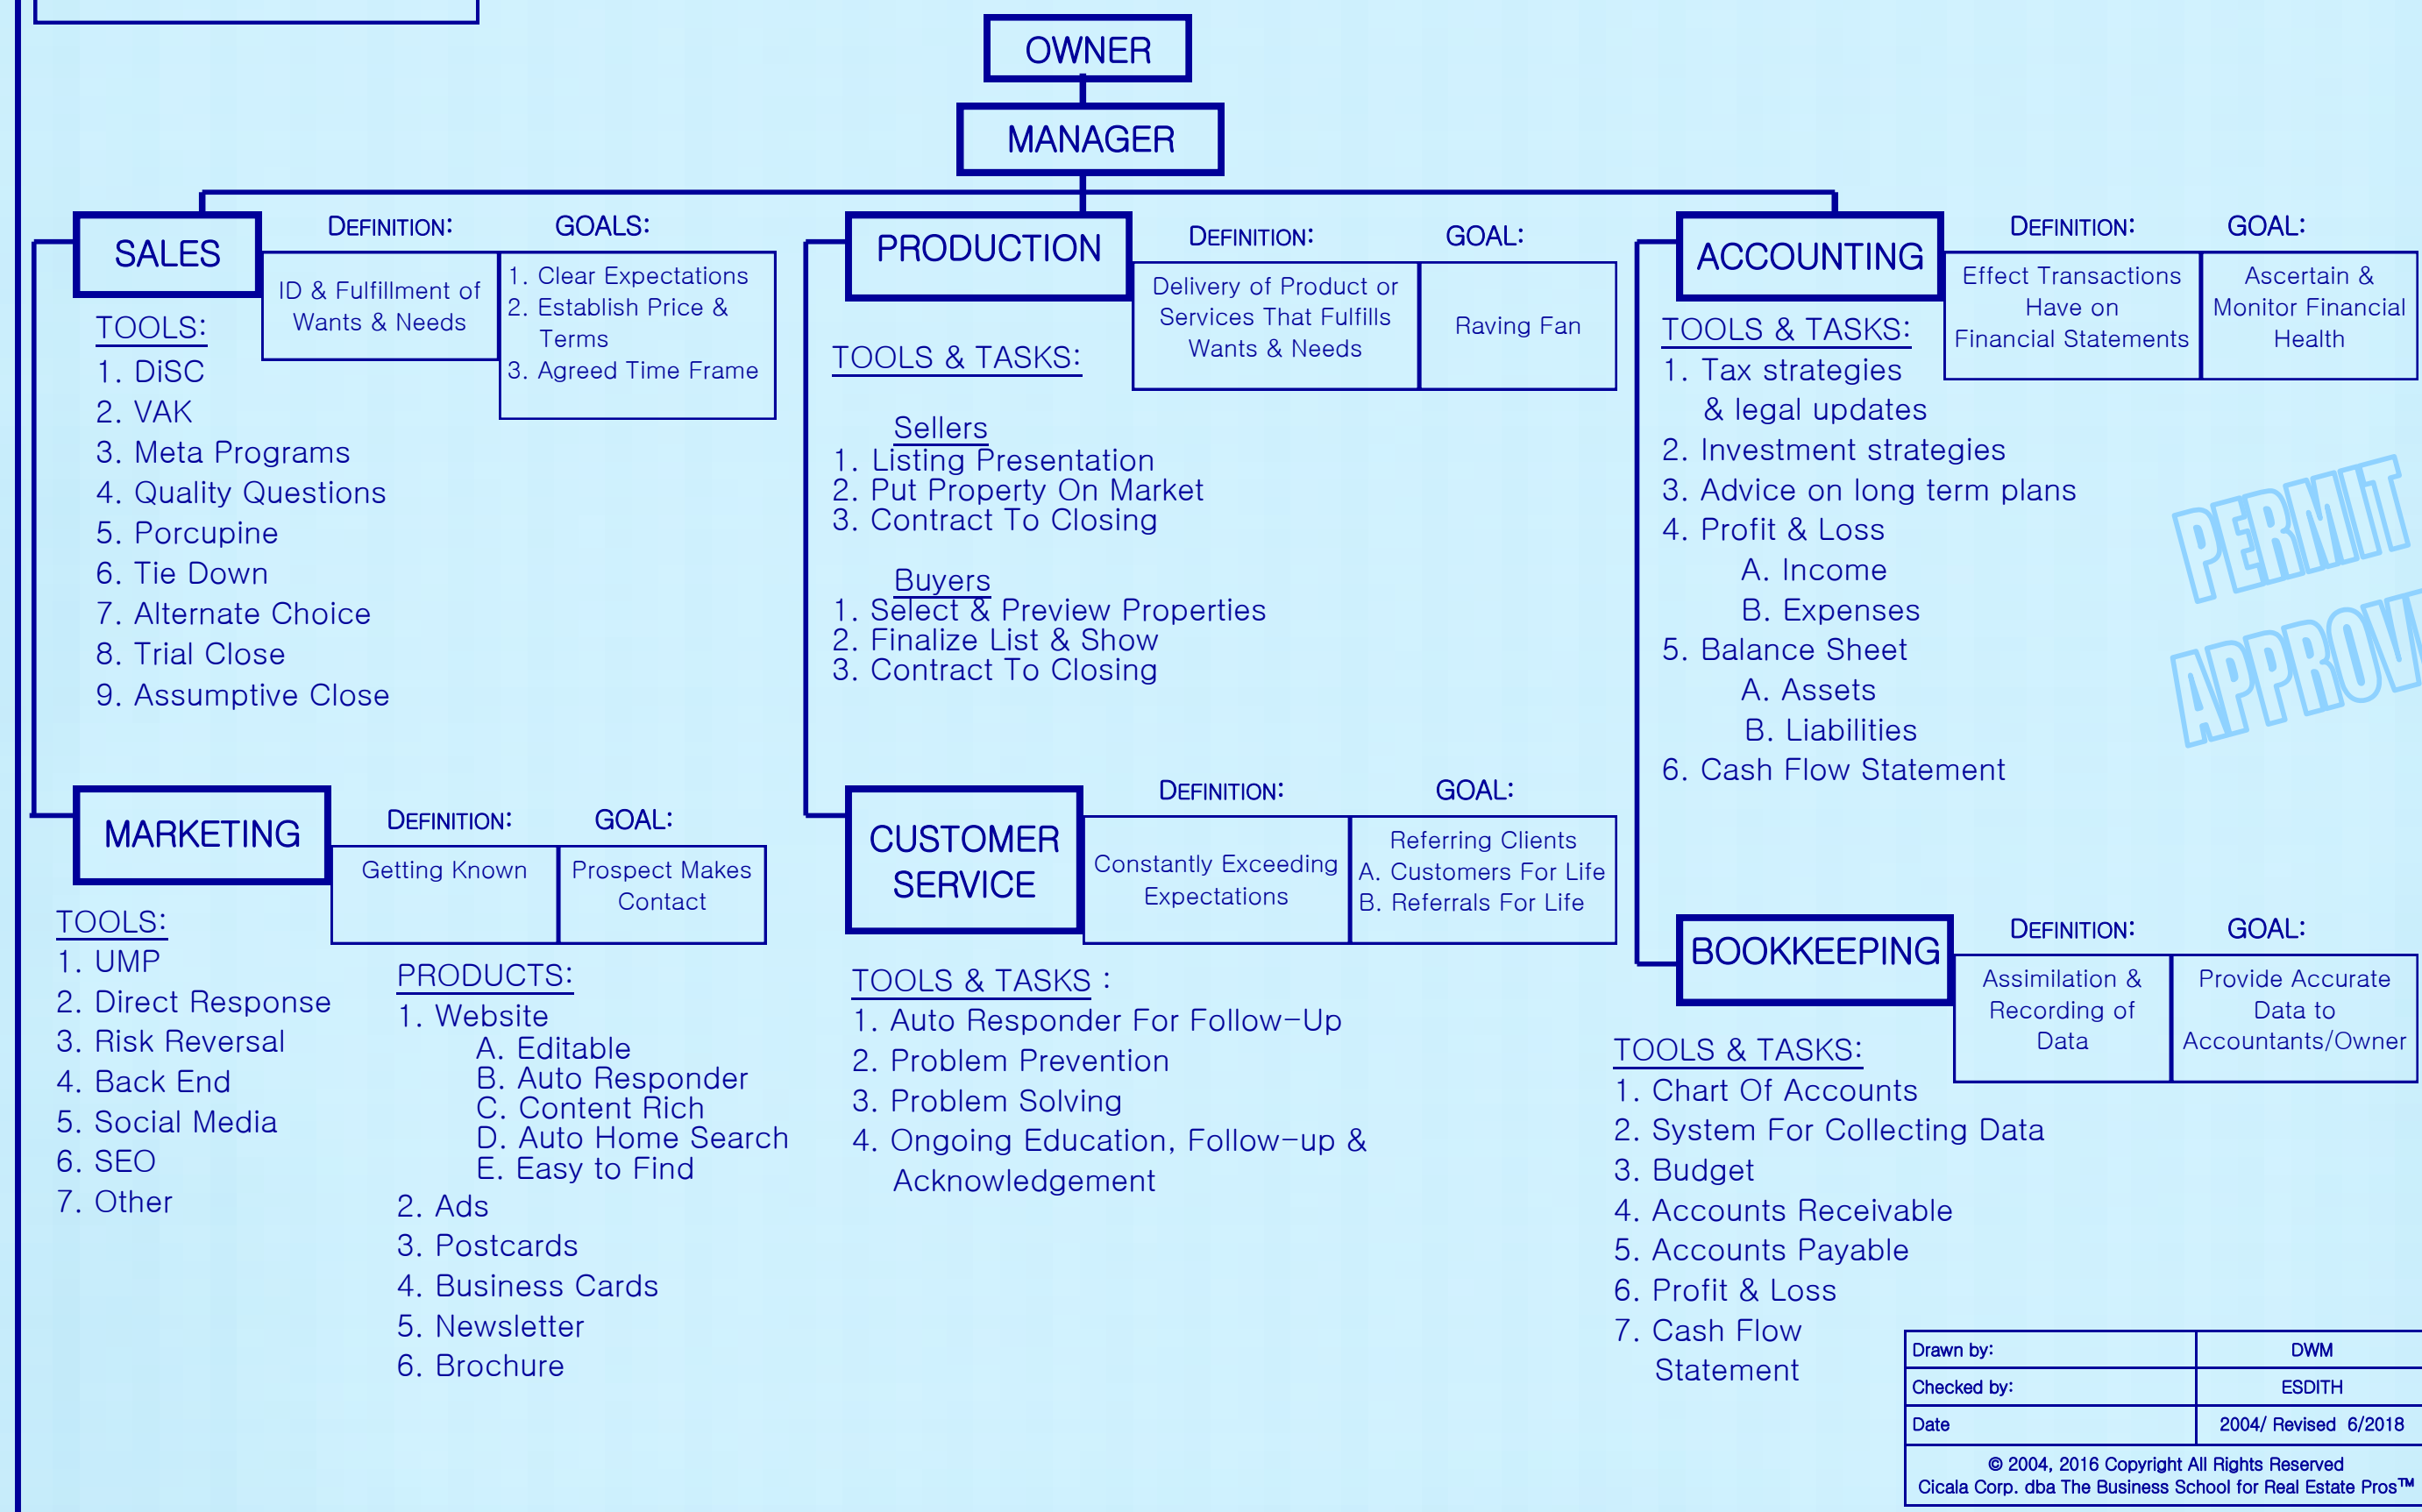 OWNER
MANAGER
SALES
DEFINITION:
GOALS:
ID & Fulfillment of
Wants & Needs
1. Clear Expectations
2. Establish Price &
Terms
3. Agreed Time Frame
TOOLS:
1. DiSC
2. VAK
3. Meta Programs
4. Quality Questions
5. Porcupine
6. Tie Down
7. Alternate Choice
8. Trial Close
9. Assumptive Close
MARKETING
DEFINITION:
GOAL:
Getting Known
Prospect Makes
Contact
TOOLS:
1. UMP
2. Direct Response
3. Risk Reversal
4. Back End
5. Social Media
6. SEO
7. Other
PRODUCTS:
1. Website
A. Editable
B. Auto Responder
C. Content Rich
D. Auto Home Search
E. Easy to Find
2. Ads
3. Postcards
4. Business Cards
5. Newsletter
6. Brochure
PRODUCTION
DEFINITION:
GOAL:
Delivery of Product or
Services That Fulfills
Wants & Needs
Raving Fan
TOOLS & TASKS:
Sellers
1. Listing Presentation
2. Put Property On Market
3. Contract To Closing
Buyers
1. Select & Preview Properties
2. Finalize List & Show
3. Contract To Closing
CUSTOMER
SERVICE
DEFINITION:
GOAL:
Constantly Exceeding
Expectations
Referring Clients
A. Customers For Life
B. Referrals For Life
TOOLS & TASKS :
1. Auto Responder For Follow-Up
2. Problem Prevention
3. Problem Solving
4. Ongoing Education, Follow-up &
Acknowledgement
ACCOUNTING
DEFINITION:
GOAL:
Effect Transactions
Have on
Financial Statements
Ascertain &
Monitor Financial
Health
TOOLS & TASKS:
1. Tax strategies
& legal updates
2. Investment strategies
3. Advice on long term plans
4. Profit & Loss
A. Income
B. Expenses
5. Balance Sheet
A. Assets
B. Liabilities
6. Cash Flow Statement
PERMIT
APPROV
BOOKKEEPING
DEFINITION:
GOAL:
Assimilation &
Recording of
Data
Provide Accurate
Data to
Accountants/Owner
TOOLS & TASKS:
1. Chart Of Accounts
2. System For Collecting Data
3. Budget
4. Accounts Receivable
5. Accounts Payable
6. Profit & Loss
7. Cash Flow
Statement
Drawn by: DWM
Checked by: ESDITH
Date 2004/ Revised 6/2018
© 2004, 2016 Copyright All Rights Reserved
Cicala Corp. dba The Business School for Real Estate Pros™